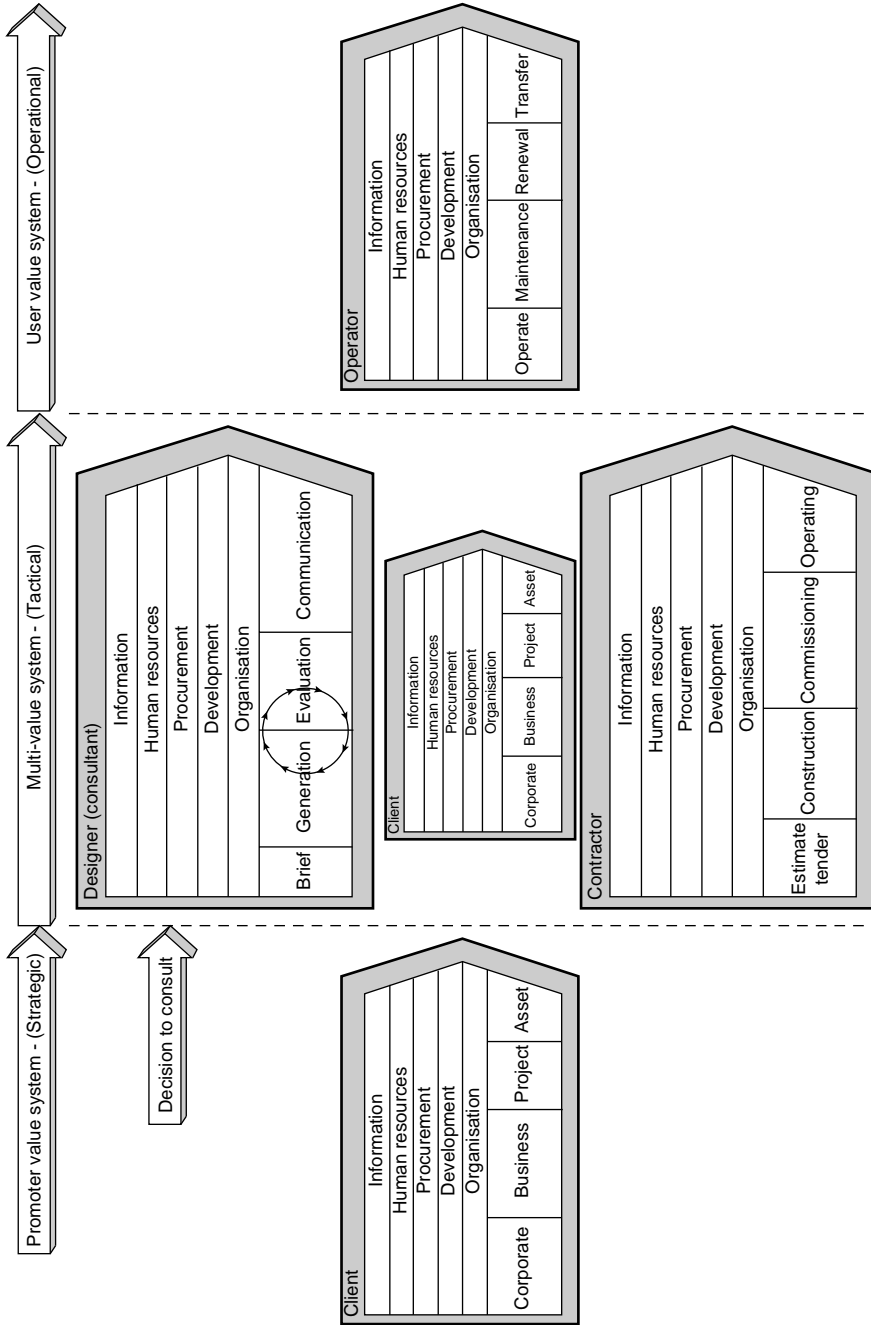 Promoter value system - (Strategic)
Multi-value system - (Tactical)
User value system - (Operational)
Decision to consult
Client
Information
Human resources
Procurement
Development
Organisation
Corporate
Business
Project
Asset
Designer (consultant)
Information
Human resources
Procurement
Development
Organisation
Brief
Generation
Evaluation
Communication
Client
Information
Human resources
Procurement
Development
Organisation
Corporate
Business
Project
Asset
Contractor
Information
Human resources
Procurement
Development
Organisation
Estimate
tender
Construction
Commissioning
Operating
Operator
Information
Human resources
Procurement
Development
Organisation
Operate
Maintenance
Renewal
Transfer